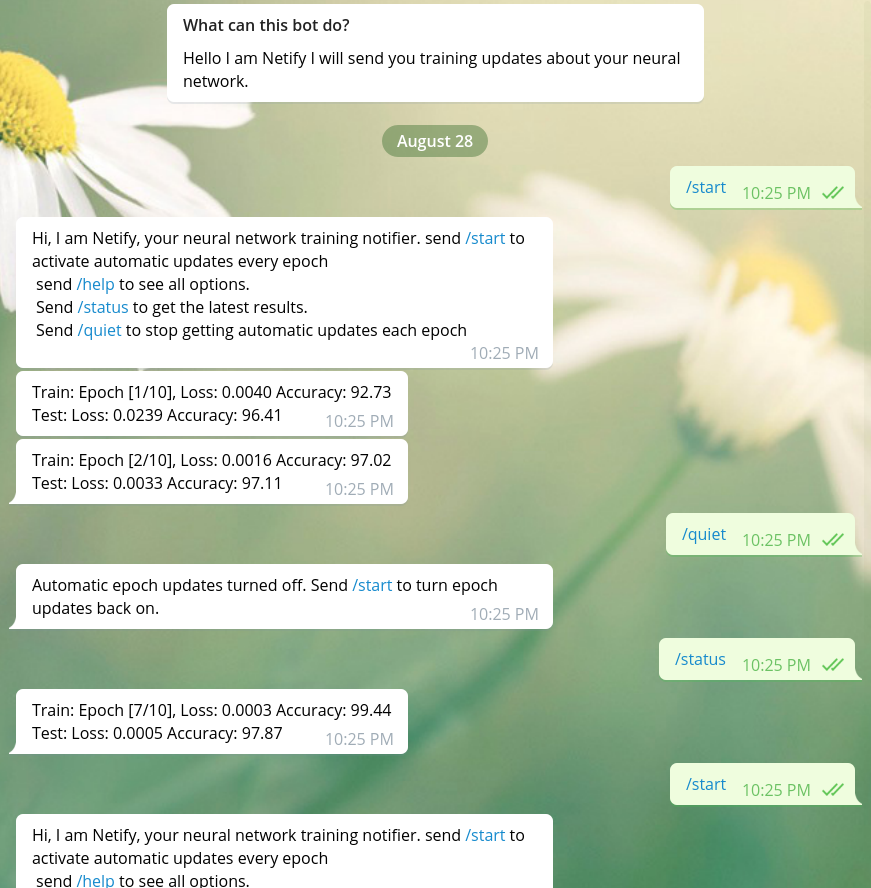 What can this bot do?
Hello I am Netify I will send you training updates about your neural
network.
August 28
/start 10:25 PM
Hi, I am Netify, your neural network training notifier. send /start to
activate automatic updates every epoch
send /help to see all options.
Send /status to get the latest results.
Send /quiet to stop getting automatic updates each epoch
10:25 PM
Train: Epoch [1/10], Loss: 0.0040 Accuracy: 92.73
Test: Loss: 0.0239 Accuracy: 96.41 10:25 PM
Train: Epoch [2/10], Loss: 0.0016 Accuracy: 97.02
Test: Loss: 0.0033 Accuracy: 97.11 10:25 PM
/quiet 10:25 PM
Automatic epoch updates turned off. Send /start to turn epoch
updates back on. 10:25 PM
/status 10:25 PM
Train: Epoch [7/10], Loss: 0.0003 Accuracy: 99.44
Test: Loss: 0.0005 Accuracy: 97.87 10:25 PM
/start 10:25 PM
Hi, I am Netify, your neural network training notifier. send /start to
activate automatic updates every epoch
send /help to see all options.